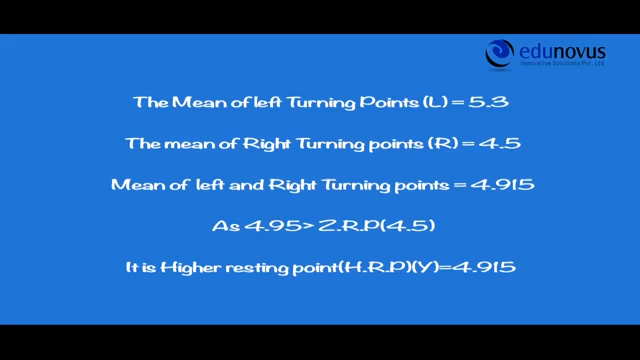 edunovus
Innovative Solutions Pvt. Ltd
The Mean of left Turning Points (L) = 5.3
The mean of Right Turning points (R) = 4.5
Mean of left and Right Turning points = 4.915
As 4.95> Z.R.P(4.5)
It is Higher resting point(H.R.P)(Y)=4.915